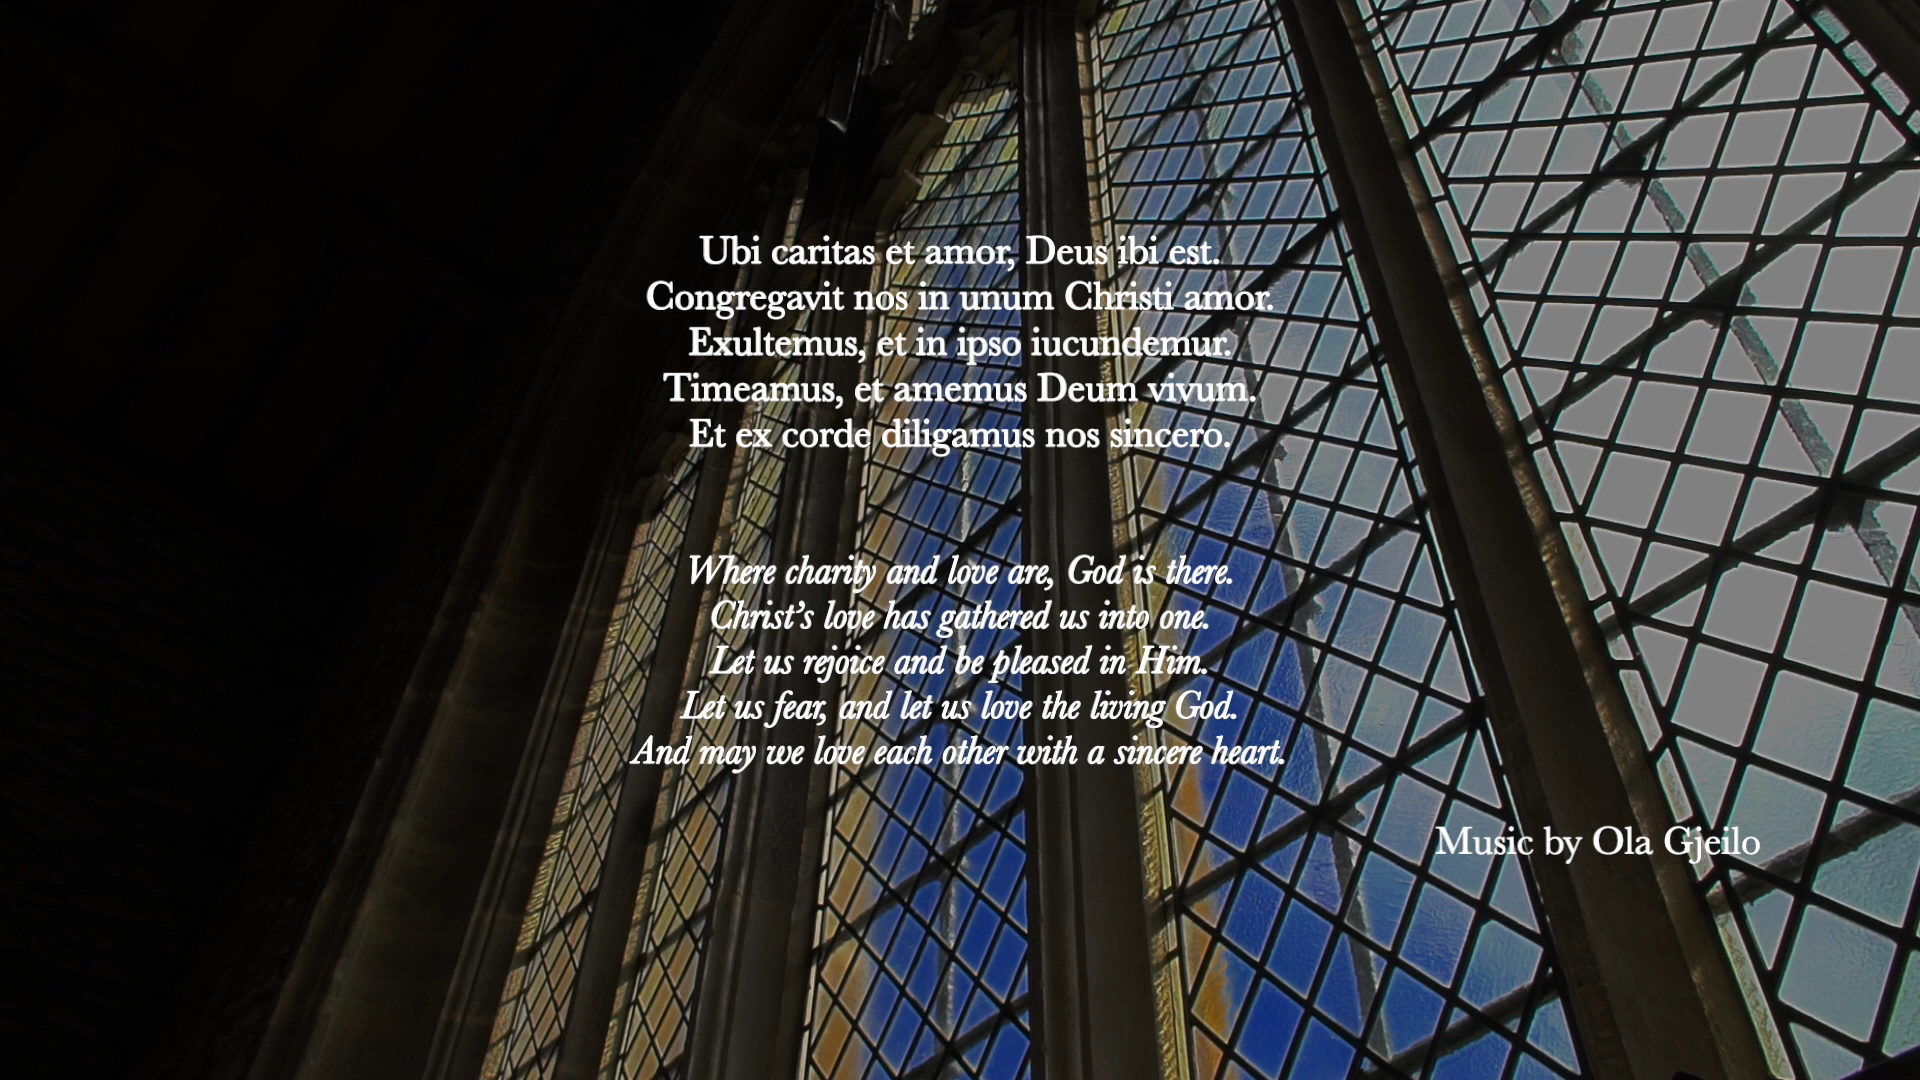 Ubi caritas et amor, Deus ibi est.
Congregavit nos in unum Christi amor.
Exultemus, et in ipso iucundemur.
Timeamus, et amemus Deum vivum.
Et ex corde diligamus nos sincero.
Where charity and love are, God is there.
Christ’s love has gathered us into one.
Let us rejoice and be pleased in Him.
Let us fear, and let us love the living God.
And may we love each other with a sincere heart.
Music by Ola Gjeilo